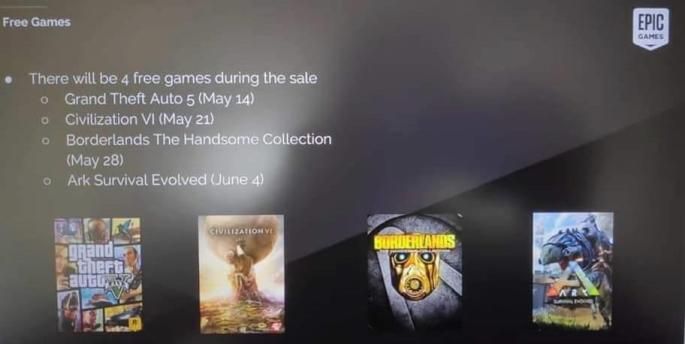 Free Games
EPIC
GAMES
● There will be 4 free games during the sale
○ Grand Theft Auto 5 (May 14)
○ Civilization VI (May 21)
○ Borderlands The Handsome Collection
(May 28)
○ Ark Survival Evolved (June 4)
grand
theft
auto
V
CIVILIZATION VI
BORDERLANDS
ARK
SURVIVAL EVOLVED